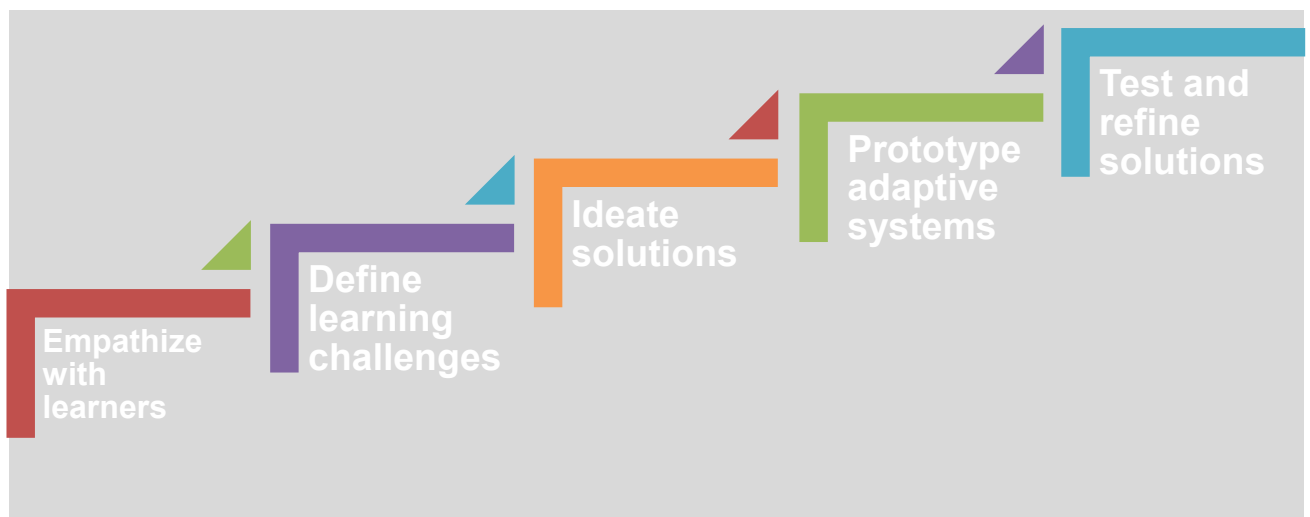 Empathize
with
learners
Define
learning
challenges
Ideate
solutions
Prototype
adaptive
systems
Test and
refine
solutions